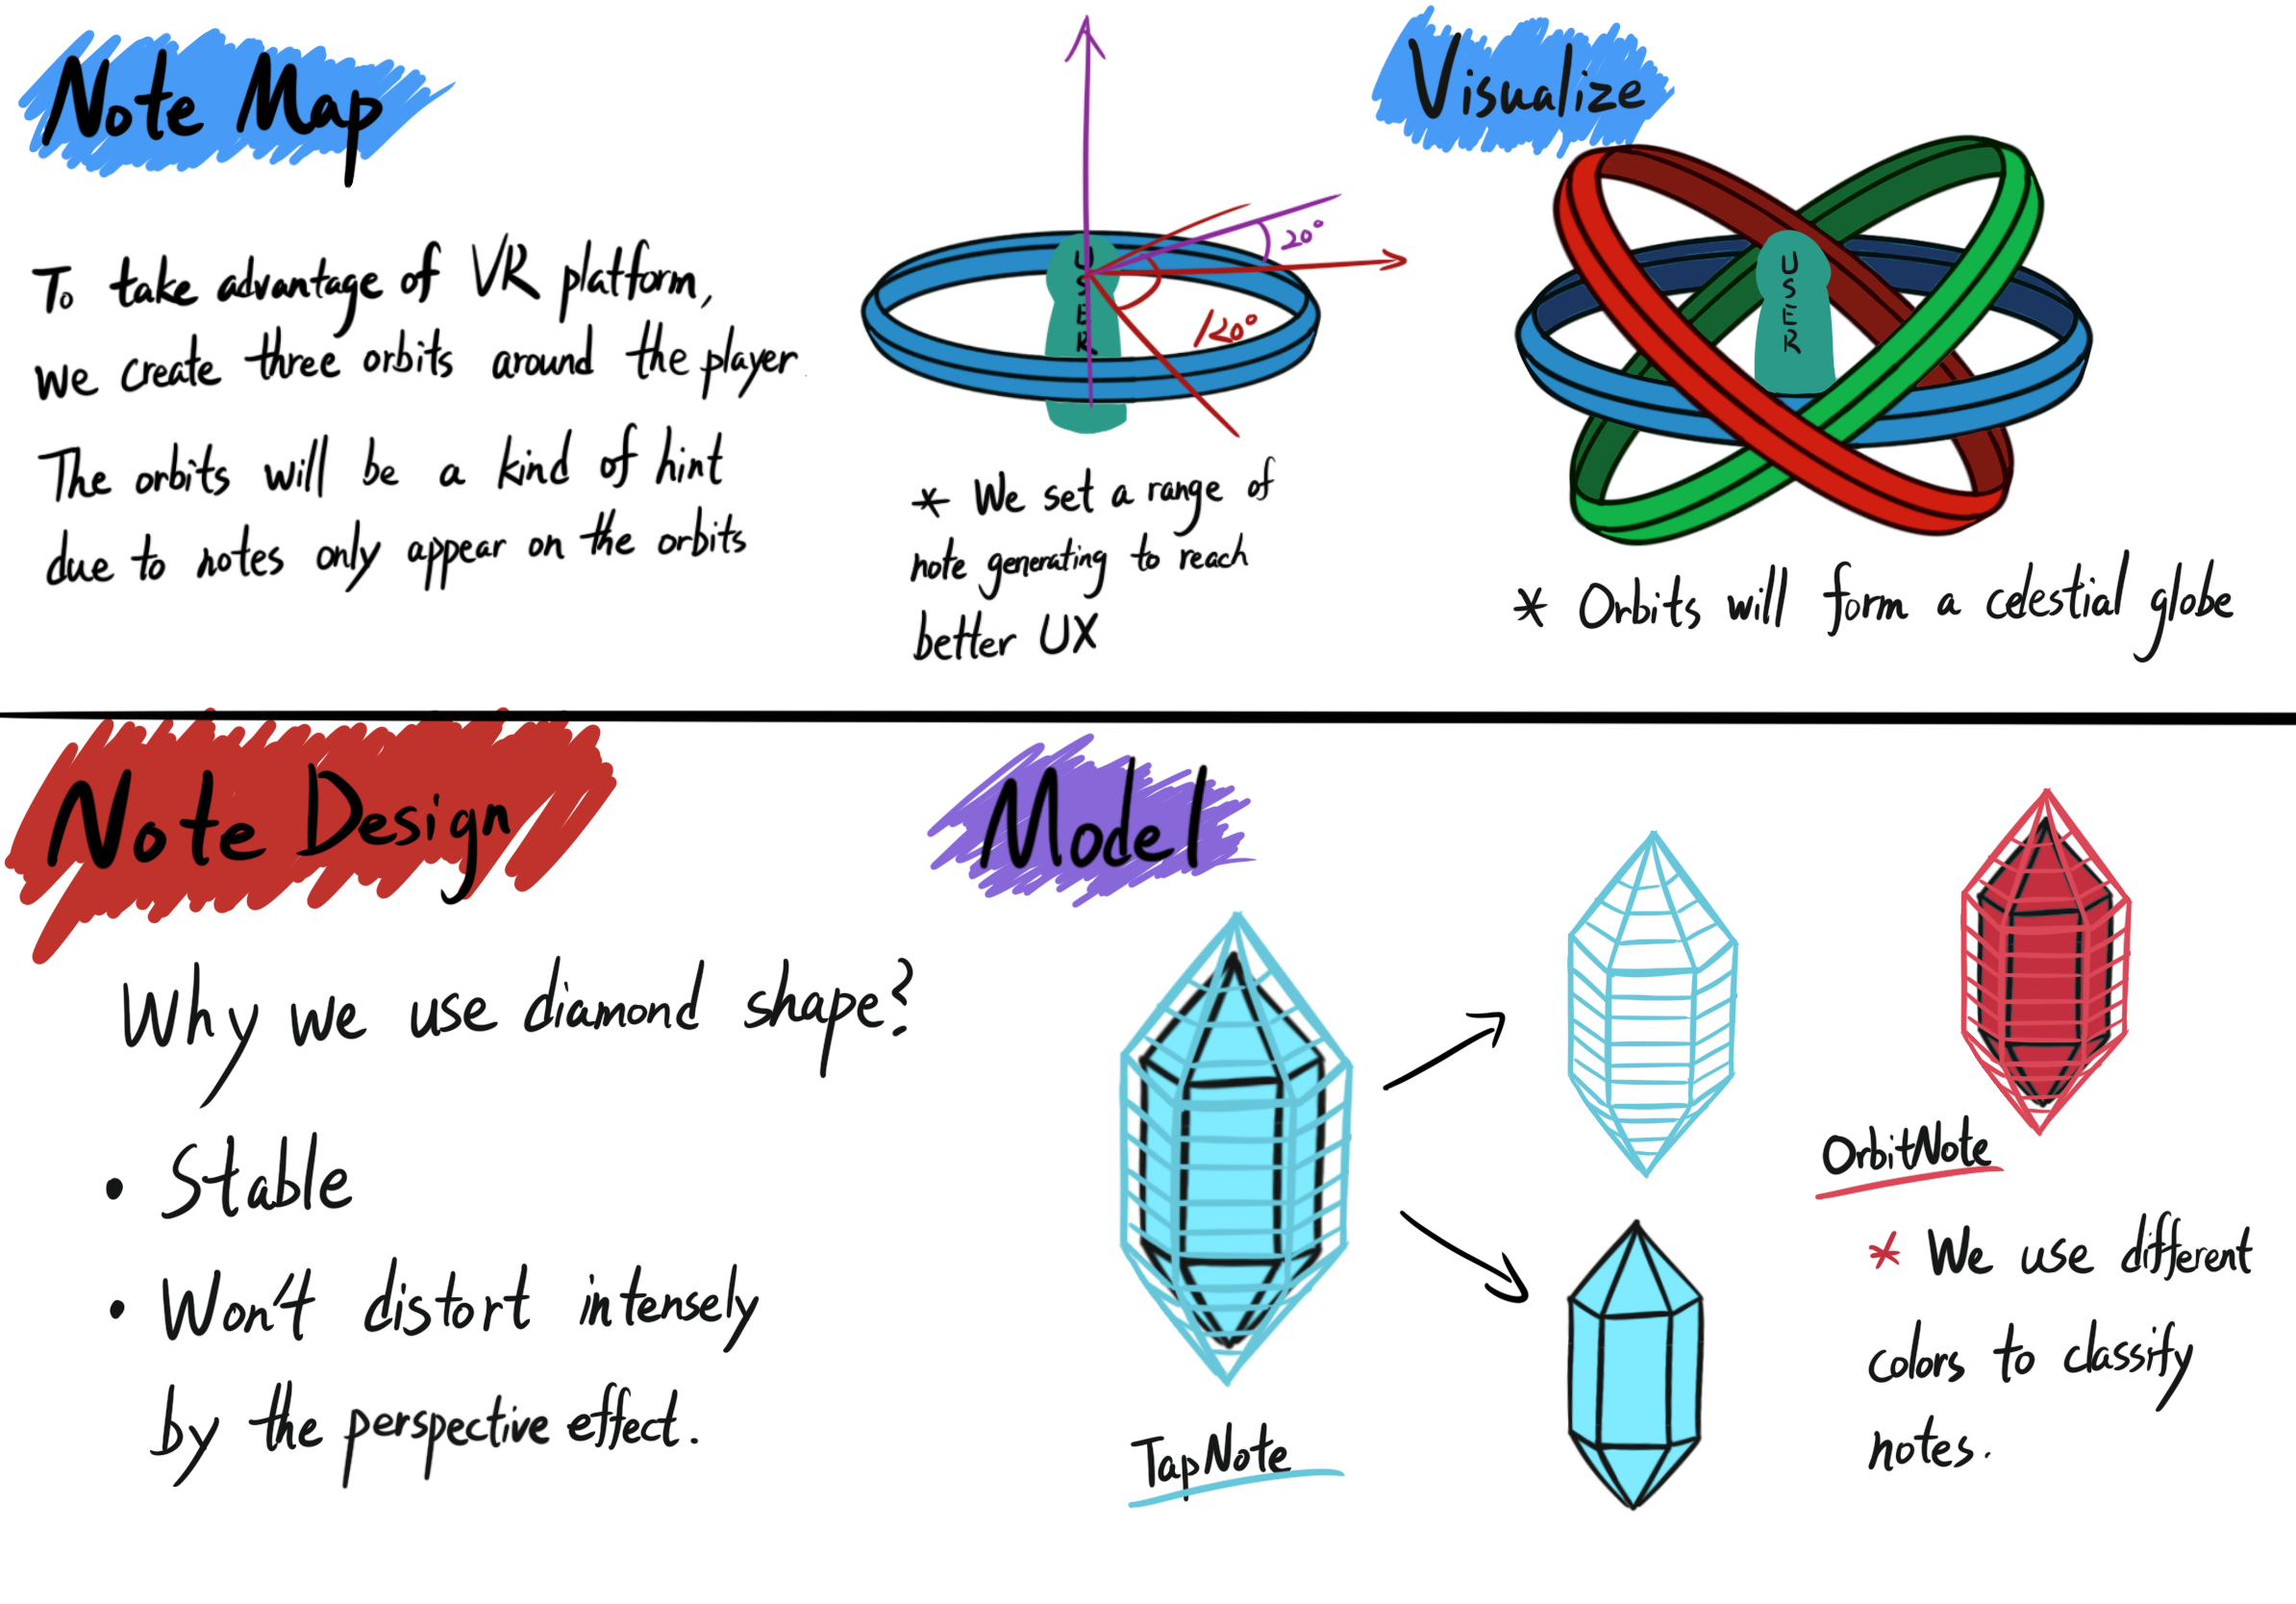 Note Map
To take advantage of VR platform,
we create three orbits around the player.
The orbits will be a kind of hint
due to notes only appear on the orbits
USER
20°
120°
* We set a range of
note generating to reach
better UX
Visualize
USER
* Orbits will form a celestial globe
Note Design
Why we use diamond shape?
• Stable
• Won't distort intensely
by the perspective effect.
Model
TapNote
OrbitNote
* We use different
colors to classify
notes.